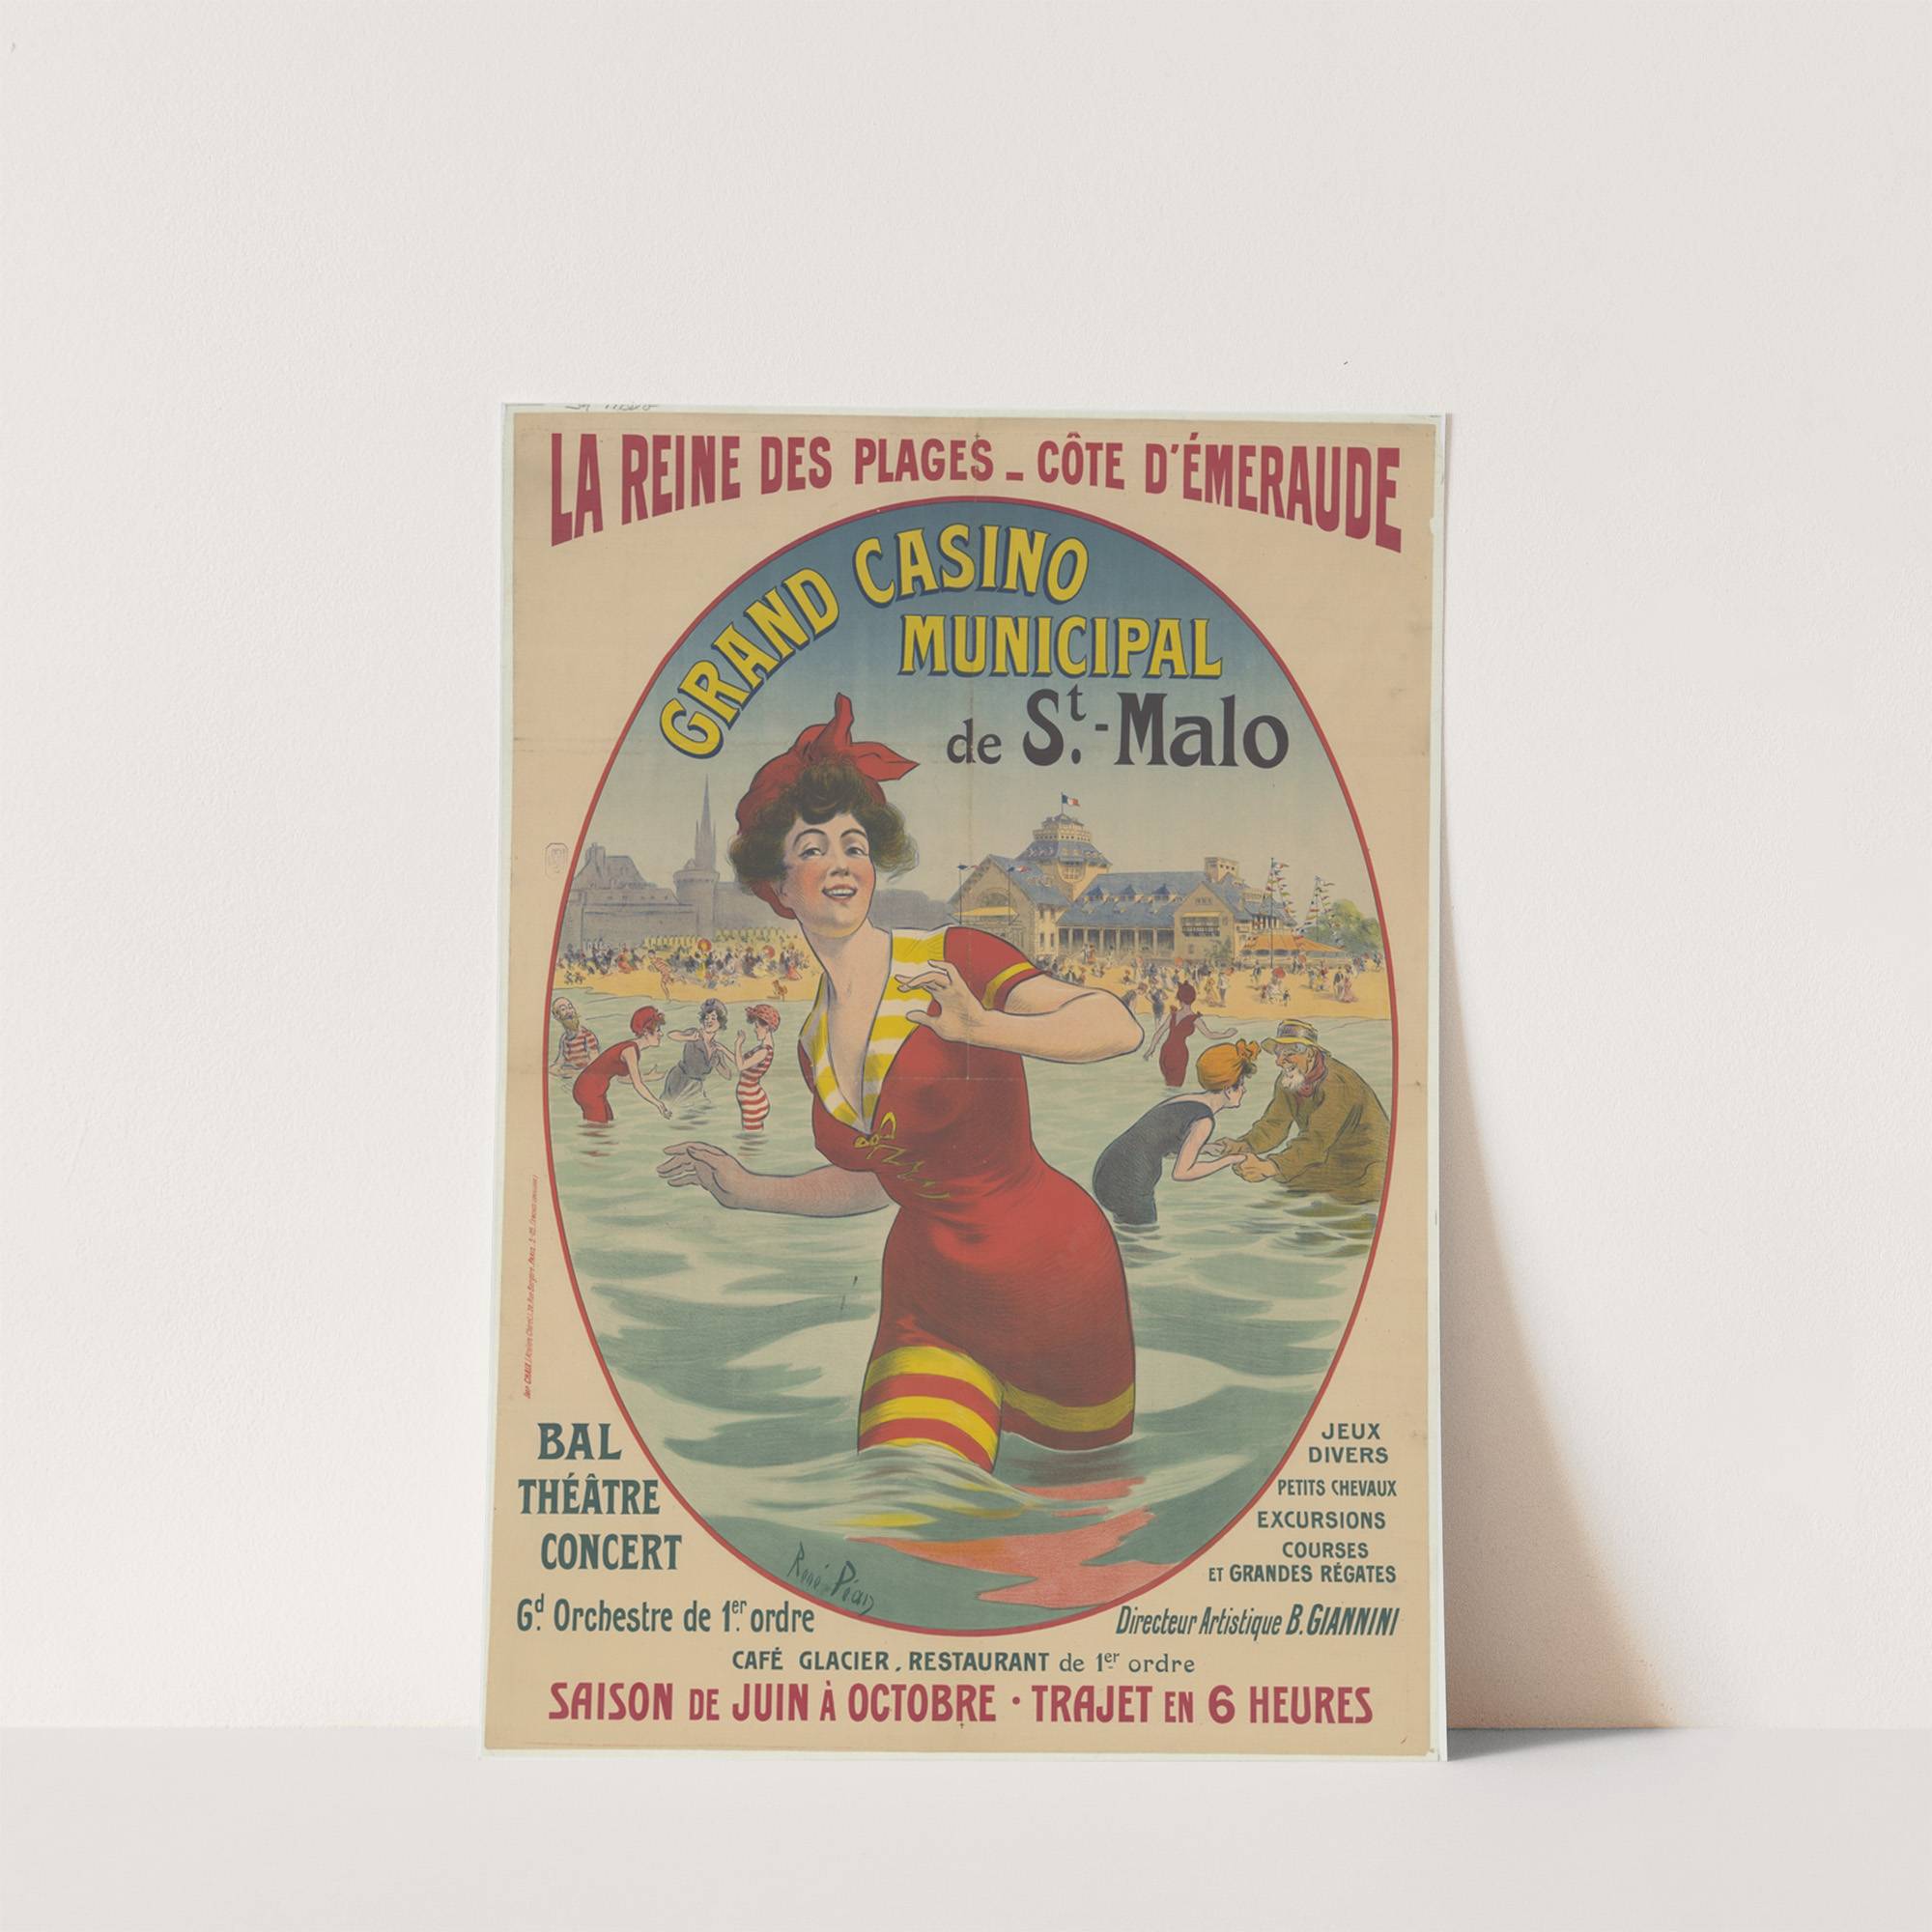 LA REINE DES PLAGES - CÔTE D'ÉMERAUDE
GRAND CASINO
MUNICIPAL
de St.-Malo
BAL
THÉÂTRE
CONCERT
Gd. Orchestre de 1er. ordre
JEUX
DIVERS
PETITS CHEVAUX
EXCURSIONS
COURSES
ET GRANDES RÉGATES
Directeur Artistique B. GIANNINI
René Péan
CAFÉ GLACIER, RESTAURANT de 1er ordre
SAISON DE JUIN À OCTOBRE · TRAJET EN 6 HEURES